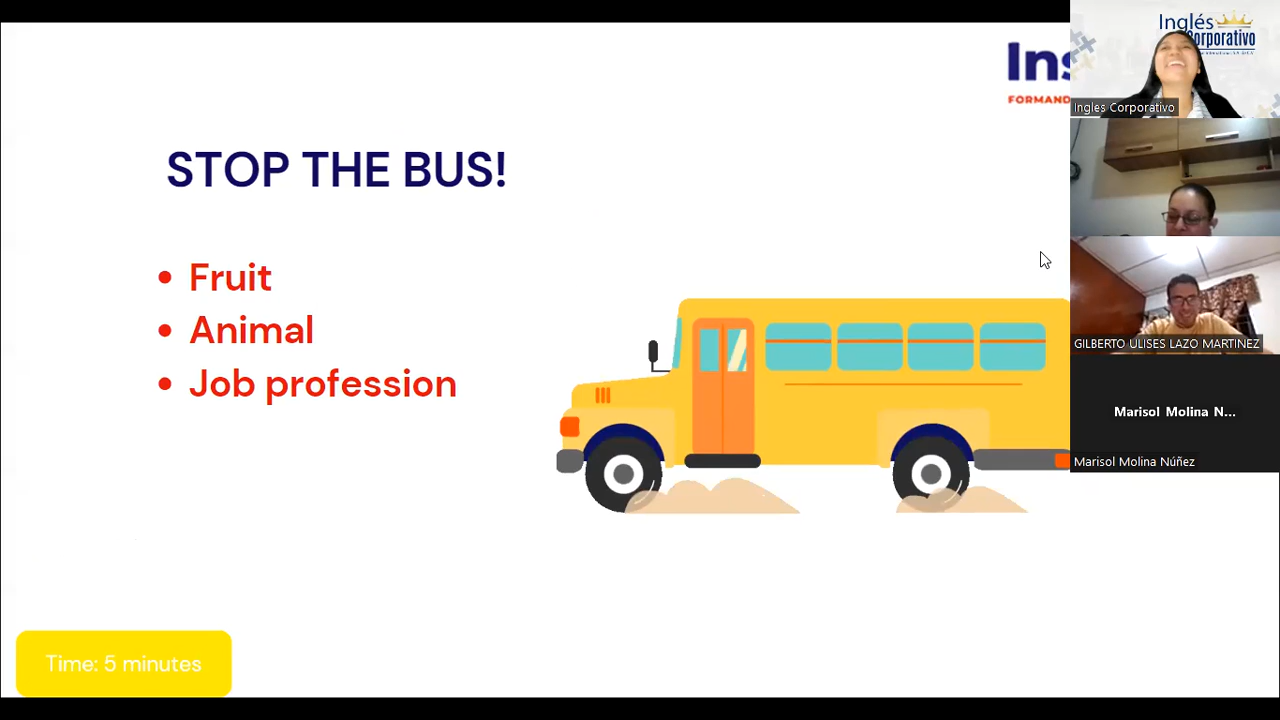 Inglés
Corporativo
Ins
FORMAND
Ingles Corporativo
STOP THE BUS!
• Fruit
• Animal
• Job profession
GILBERTO ULISES LAZO MARTINEZ
Marisol Molina N...
Marisol Molina Núñez
Time: 5 minutes